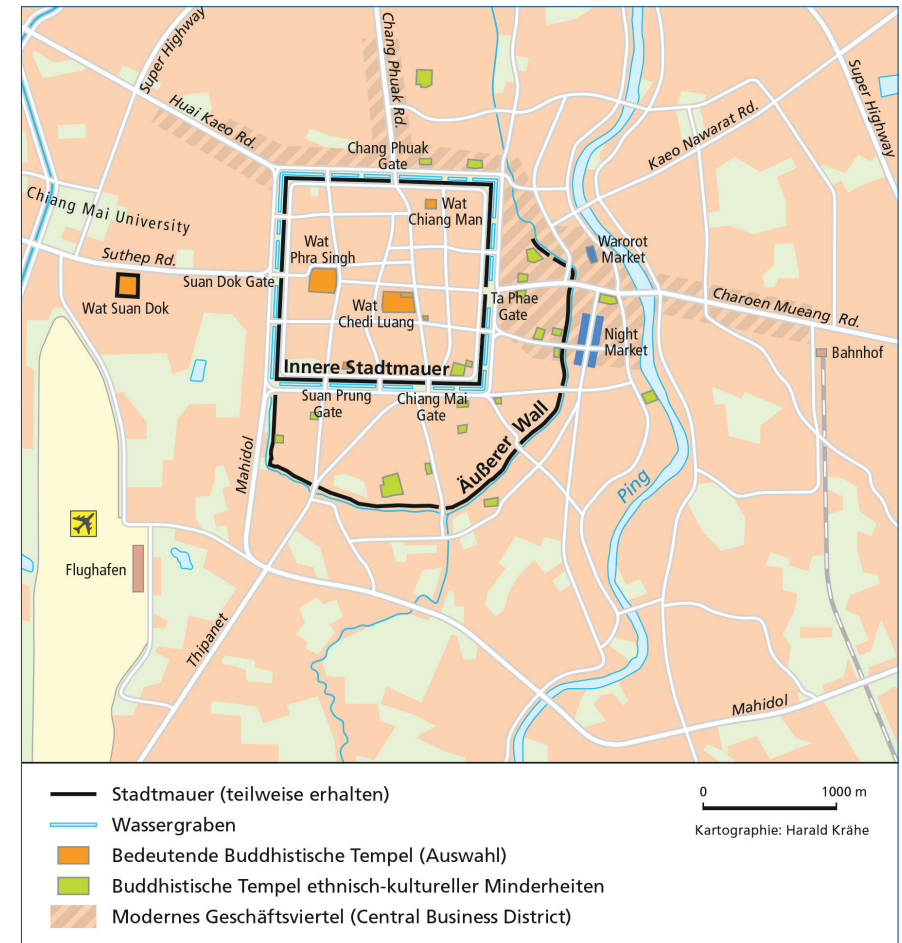 Super Highway
Chang Phuak Rd.
Super Highway
Huai Kaeo Rd.
Kaeo Nawarat Rd.
Chang Phuak
Gate
Chiang Mai University
Wat
Chiang Man
Wat
Phra Singh
Warorot
Market
Suthep Rd.
Suan Dok Gate
Wat Suan Dok
Wat
Chedi Luang
Ta Phae
Gate
Charoen Mueang Rd.
Night
Market
Bahnhof
Innere Stadtmauer
Suan Prung
Gate
Chiang Mai
Gate
Mahidol
Äußerer Wall
Ping
Flughafen
Thipanet
Mahidol
Stadtmauer (teilweise erhalten)
0 1000 m
Wassergraben
Kartographie: Harald Krähe
Bedeutende Buddhistische Tempel (Auswahl)
Buddhistische Tempel ethnisch-kultureller Minderheiten
Modernes Geschäftsviertel (Central Business District)